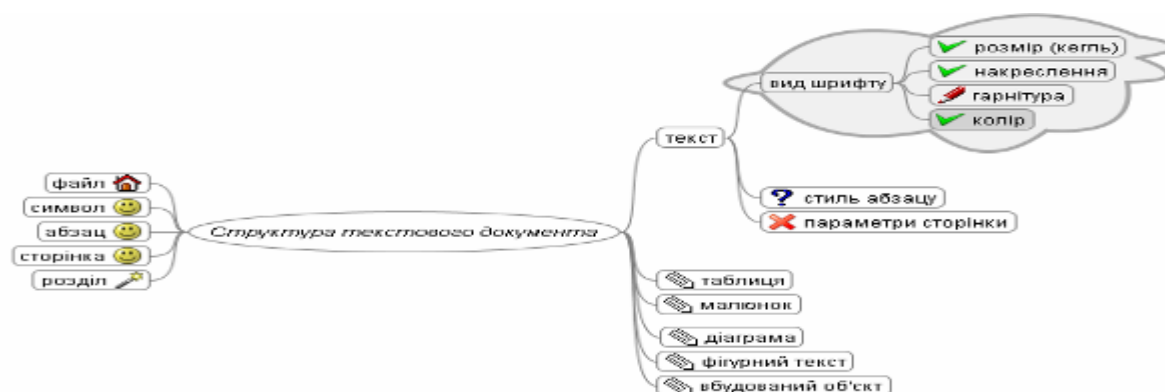 розмір (кегль)
накреслення
вид шрифту
гарнітура
колір
текст
файл
символ
стиль абзацу
абзац
Структура текстового документа
параметри сторінки
сторінка
розділ
таблиця
малюнок
діаграма
фігурний текст
вбудований об'єкт